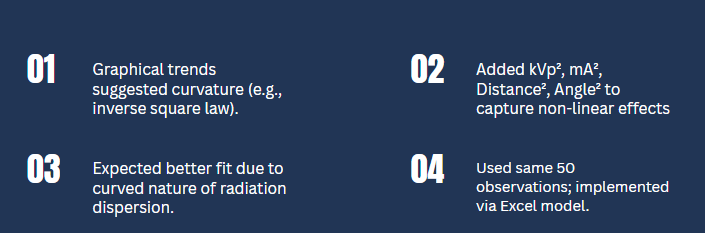 01
Graphical trends
suggested curvature (e.g.,
inverse square law).
02
Added kVp², mA²,
Distance², Angle² to
capture non-linear effects
03
Expected better fit due to
curved nature of radiation
dispersion.
04
Used same 50
observations; implemented
via Excel model.